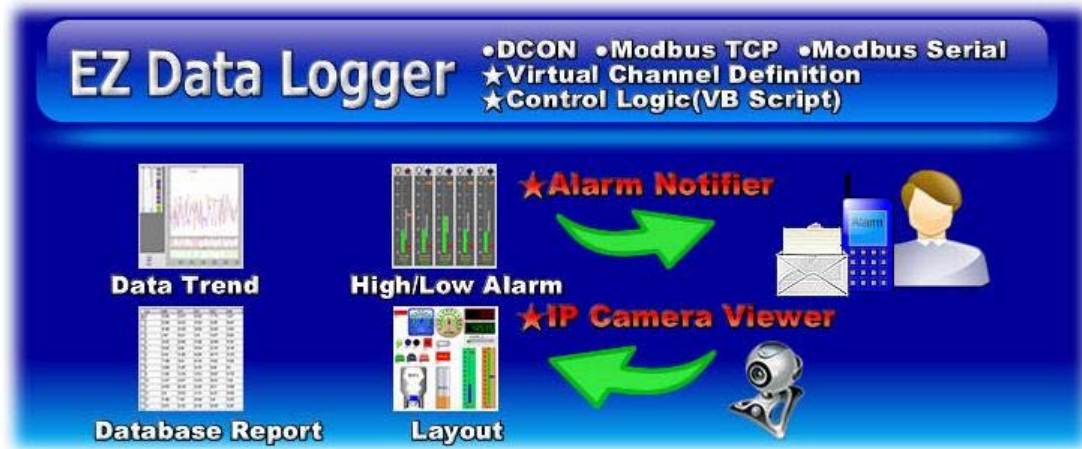 EZ Data Logger
●DCON ●Modbus TCP ●Modbus Serial
★Virtual Channel Definition
★Control Logic(VB Script)
★Alarm Notifier
Alarm
Data Trend
High/Low Alarm
★IP Camera Viewer
Database Report
Layout